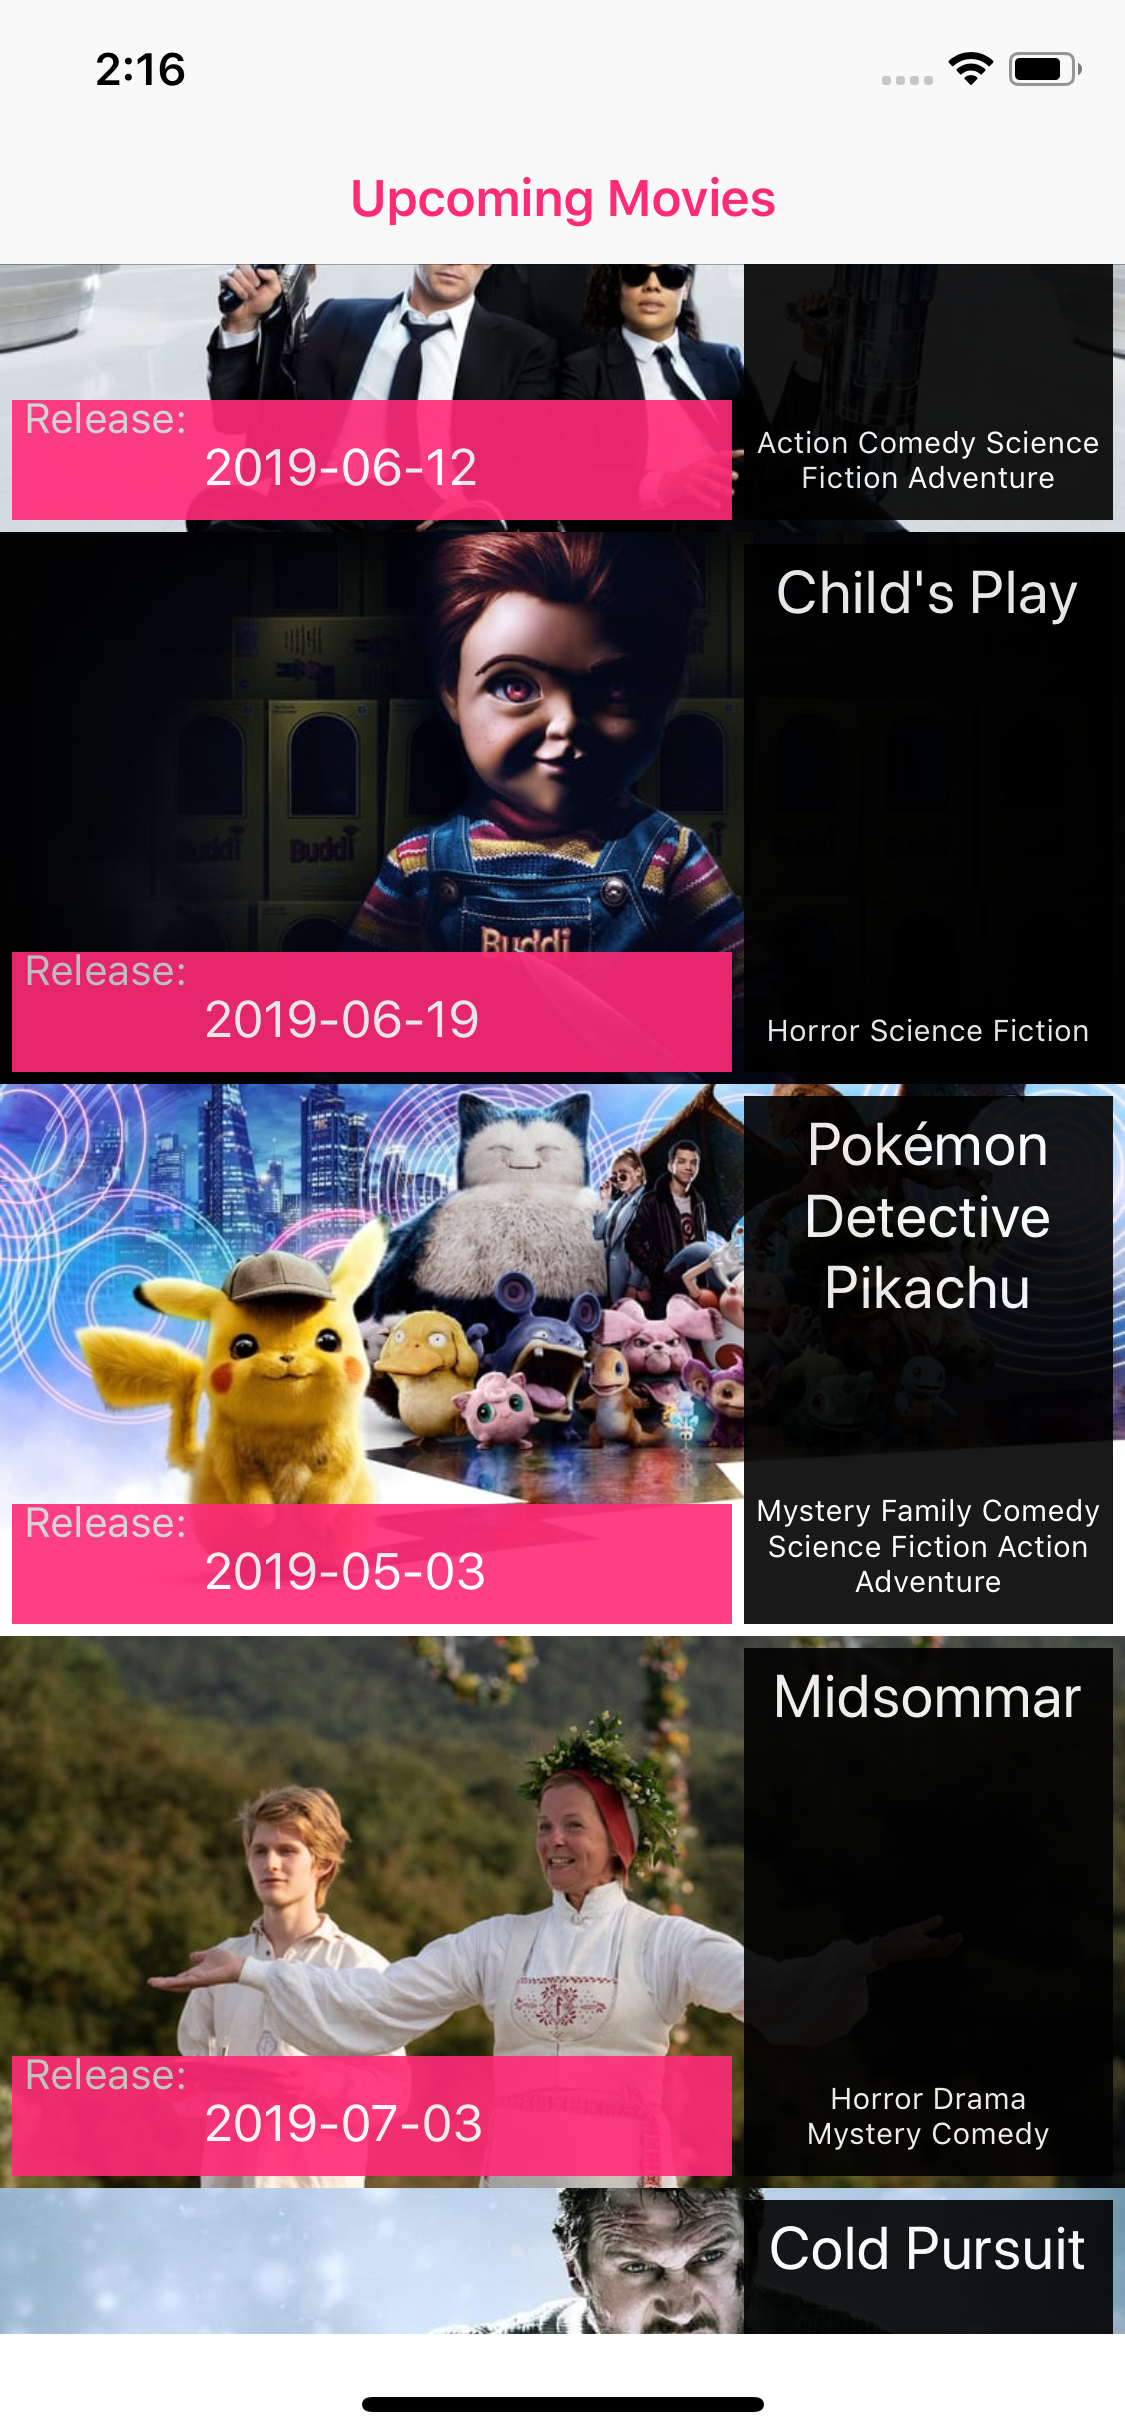 2:16
Upcoming Movies
Release:
2019-06-12
Action Comedy Science
Fiction Adventure
Child's Play
Buddi
Buddi
Buddi
Release:
2019-06-19
Horror Science Fiction
Pokémon
Detective
Pikachu
Release:
2019-05-03
Mystery Family Comedy
Science Fiction Action
Adventure
Midsommar
Release:
2019-07-03
Horror Drama
Mystery Comedy
Cold Pursuit